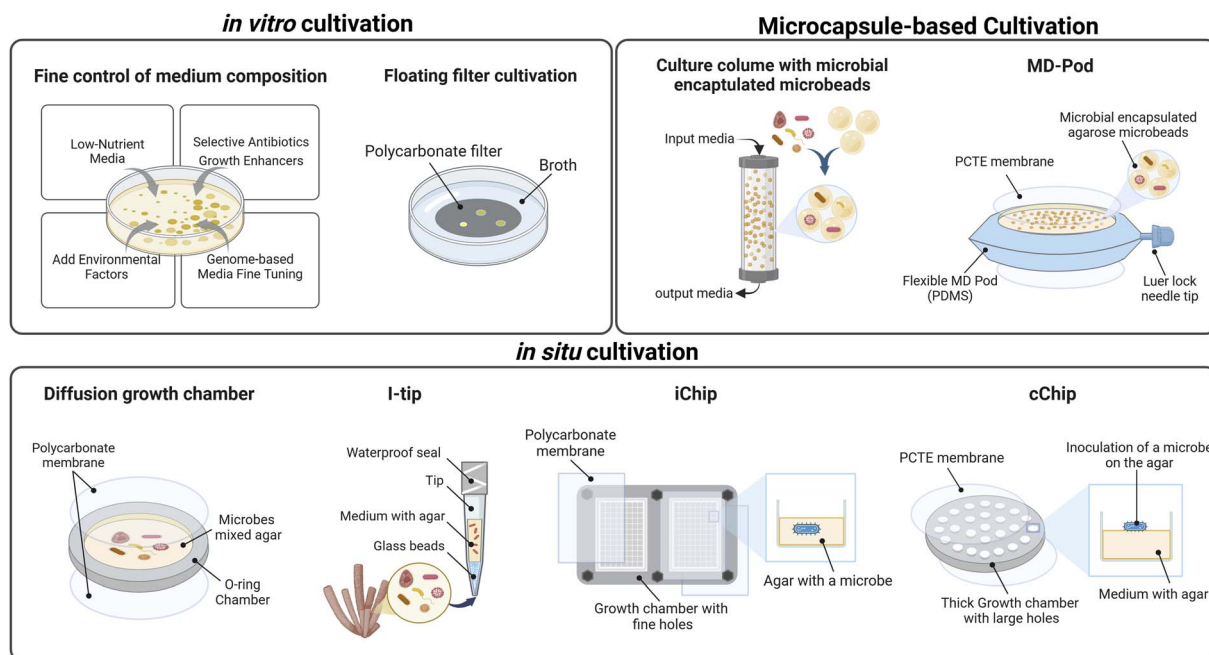 in vitro cultivation
Fine control of medium composition
Low-Nutrient
Media
Selective Antibiotics
Growth Enhancers
Add Environmental
Factors
Genome-based
Media Fine Tuning
Floating filter cultivation
Polycarbonate filter
Broth
Microcapsule-based Cultivation
Culture colume with microbial
encaptulated microbeads
Input media
output media
MD-Pod
Microbial encapsulated
agarose microbeads
PCTE membrane
Flexible MD Pod
(PDMS)
Luer lock
needle tip
in situ cultivation
Diffusion growth chamber
Polycarbonate
membrane
Microbes
mixed agar
O-ring
Chamber
I-tip
Waterproof seal
Tip
Medium with agar
Glass beads
iChip
Polycarbonate
membrane
Agar with a microbe
Growth chamber with
fine holes
cChip
PCTE membrane
Inoculation of a microbe
on the agar
Thick Growth chamber
with large holes
Medium with agar